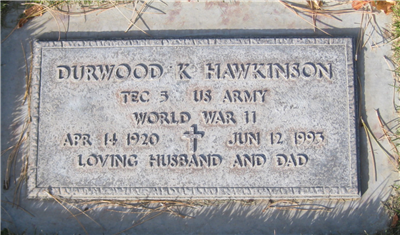 DURWOOD K HAWKINSON
TEC 5 US ARMY
WORLD WAR II
APR 14 1920 JUN 12 1993
LOVING HUSBAND AND DAD